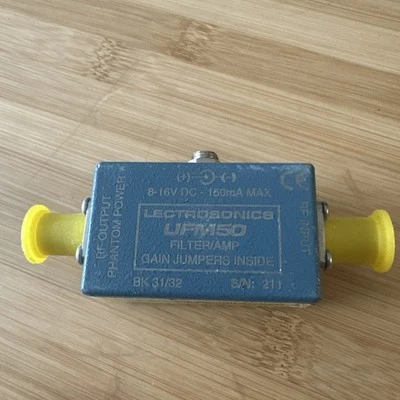 8-16V DC - 150mA MAX
CE
RF OUTPUT
PHANTOM POWER
LECTROSONICS
UFM50
FILTER/AMP
GAIN JUMPERS INSIDE
RF INPUT
BK 31/32
S/N: 211